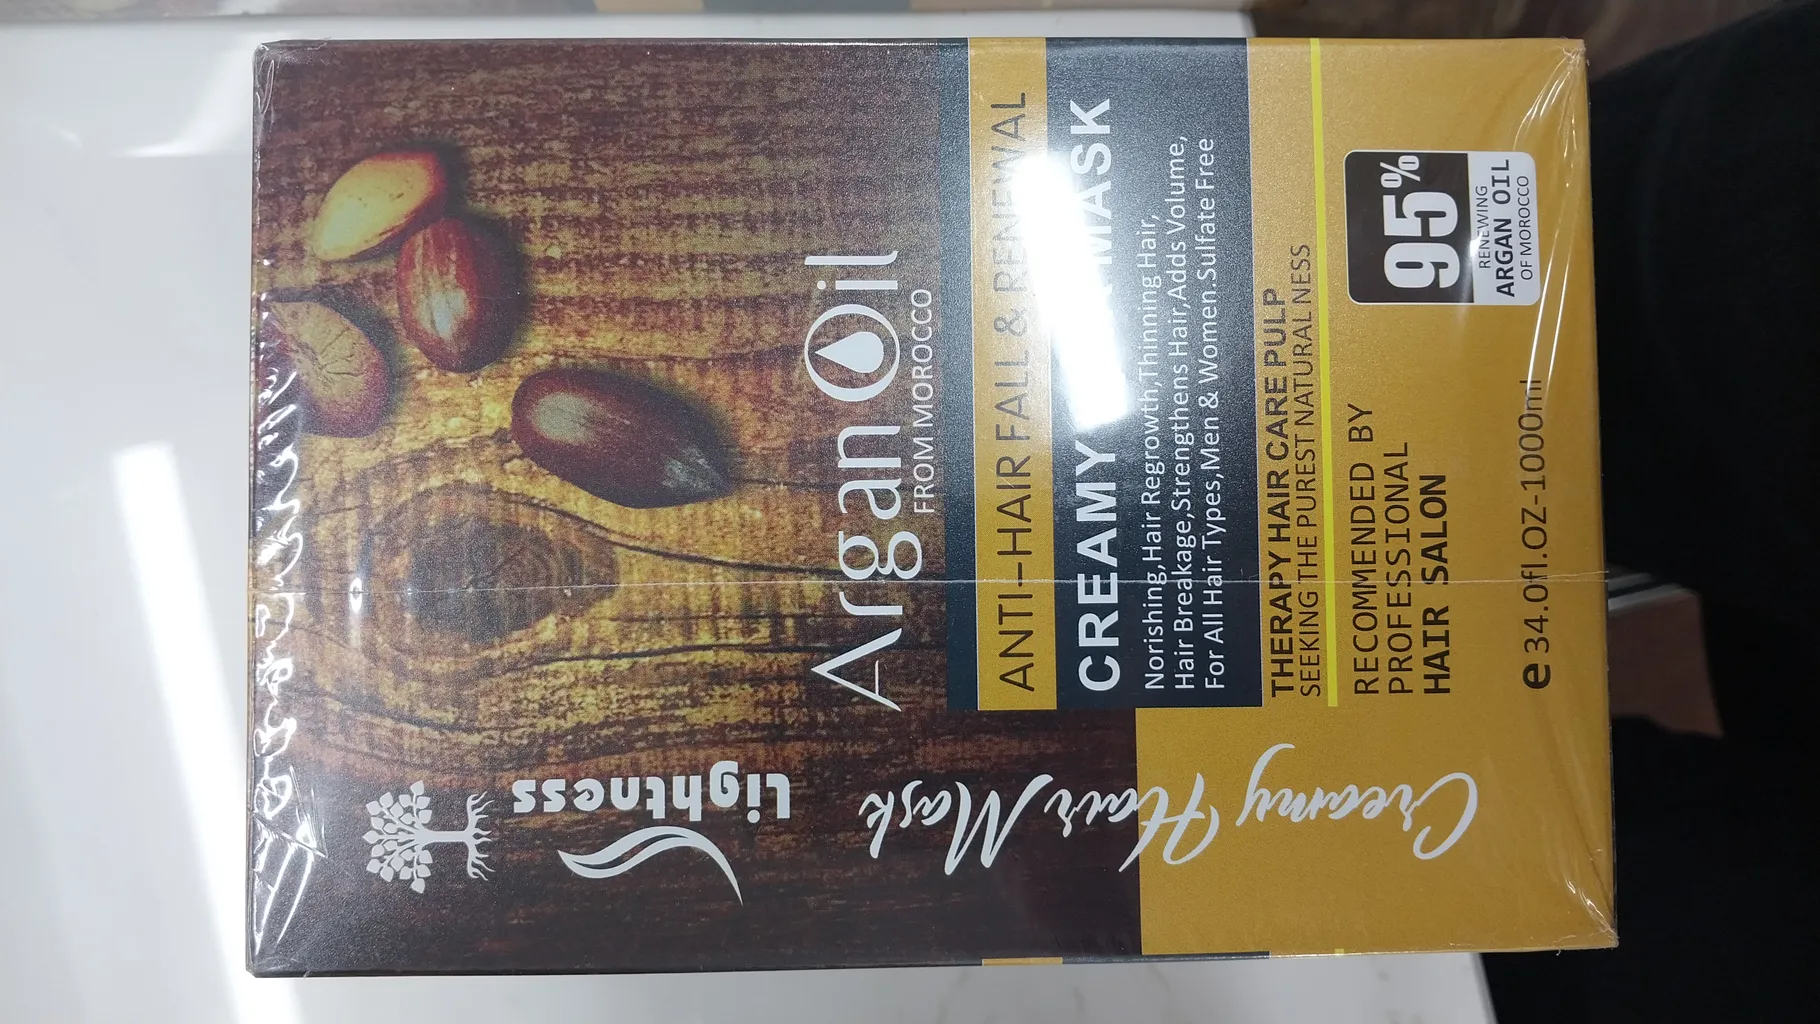 Argan Oil
FROM MOROCCO
ANTI-HAIR FALL & RENEWAL
CREAMY MASK
Norishing,Hair Regrowth,Thinning Hair,
Hair Breakage,Strengthens Hair,Adds Volume,
For All Hair Types,Men & Women.Sulfate Free
THERAPY HAIR CARE PULP
SEEKING THE PUREST NATURAL NESS
RECOMMENDED BY
PROFESSIONAL
HAIR SALON
95%
RENEWING
ARGAN OIL
OF MOROCCO
e 34.0fl.OZ-1000ml
Lightness
Creamy Hair Mask